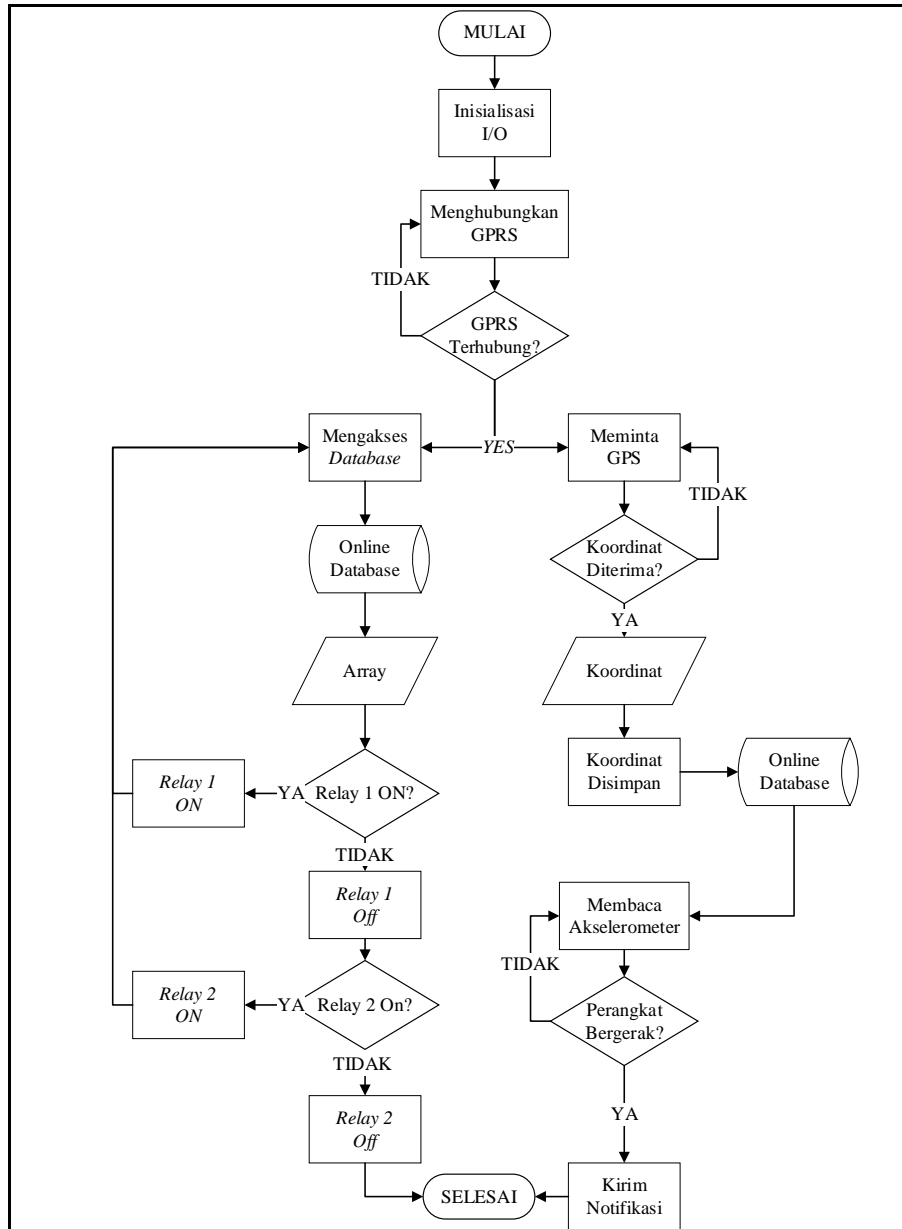 MULAI
Inisialisasi
I/O
Menghubungkan
GPRS
TIDAK
GPRS
Terhubung?
YES
Mengakses
Database
Online
Database
Array
Relay 1 ON?
YA
Relay 1
ON
TIDAK
Relay 1
Off
Relay 2 On?
YA
Relay 2
ON
TIDAK
Relay 2
Off
Meminta
GPS
TIDAK
Koordinat
Diterima?
YA
Koordinat
Koordinat
Disimpan
Online
Database
Membaca
Akselerometer
TIDAK
Perangkat
Bergerak?
YA
Kirim
Notifikasi
SELESAI